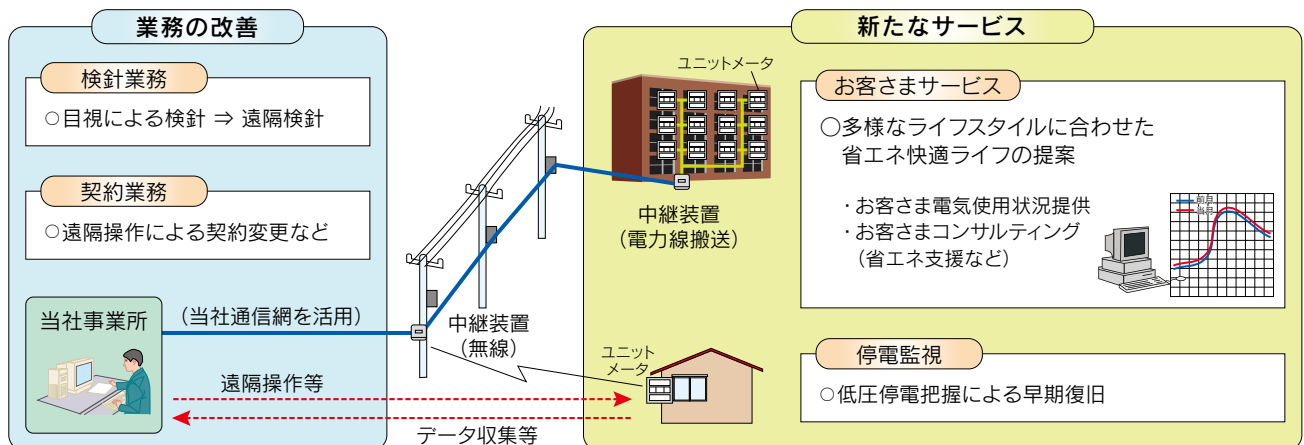 業務の改善
検針業務
○目視による検針 ⇒ 遠隔検針
契約業務
○遠隔操作による契約変更など
当社事業所
(当社通信網を活用)
遠隔操作等
データ収集等
中継装置
(無線)
新たなサービス
ユニットメータ
中継装置
(電力線搬送)
ユニット
メータ
お客さまサービス
○多様なライフスタイルに合わせた
省エネ快適ライフの提案
・お客さま電気使用状況提供
・お客さまコンサルティング
(省エネ支援など)
前月
当月
停電監視
○低圧停電把握による早期復旧